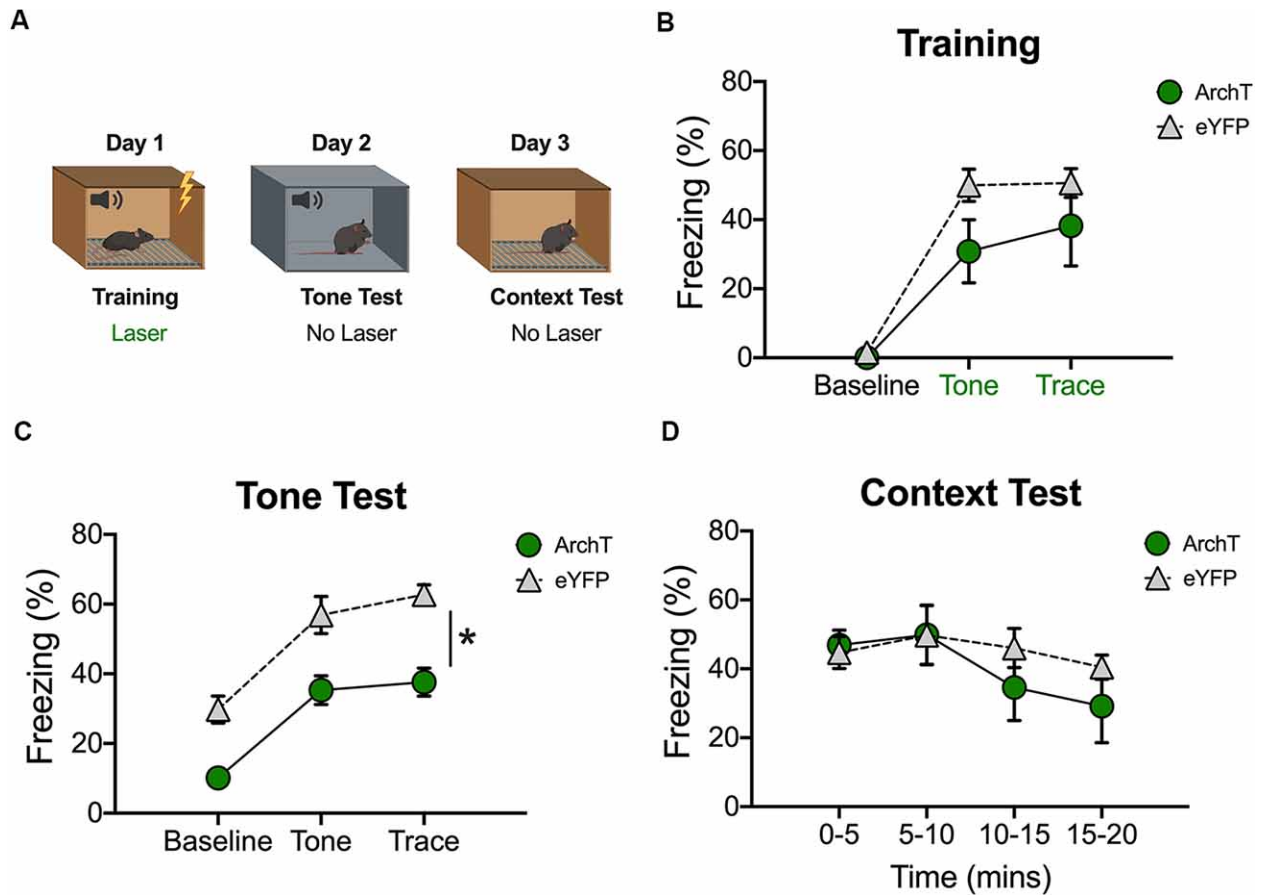 A
Day 1
Day 2
Day 3
Training
Tone Test
Context Test
Laser
No Laser
No Laser
B
Training
Freezing (%)
80
60
40
20
0
Baseline
Tone
Trace
ArchT
eYFP
C
Tone Test
Freezing (%)
80
60
40
20
0
Baseline
Tone
Trace
ArchT
eYFP
*
D
Context Test
Freezing (%)
80
60
40
20
0
0-5
5-10
10-15
15-20
Time (mins)
ArchT
eYFP